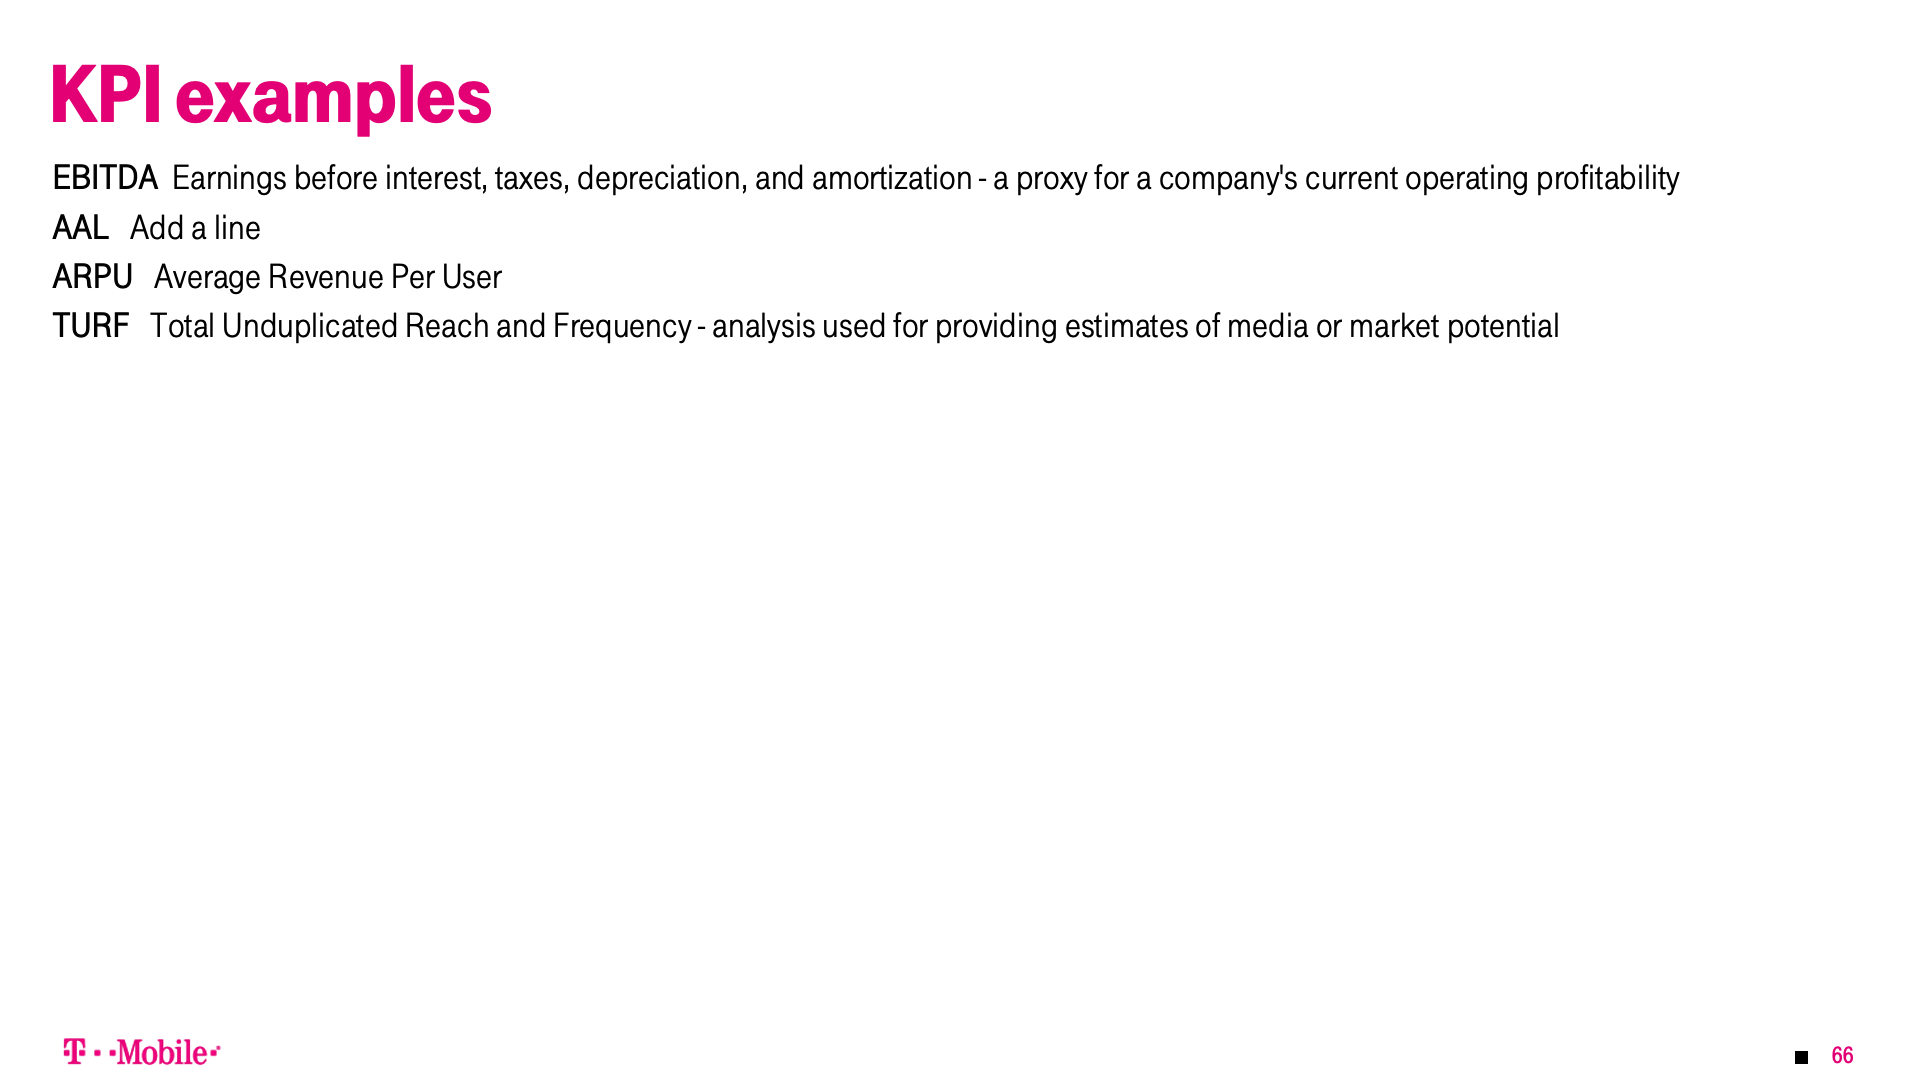 KPI examples
EBITDA Earnings before interest, taxes, depreciation, and amortization - a proxy for a company's current operating profitability
AAL Add a line
ARPU Average Revenue Per User
TURF Total Unduplicated Reach and Frequency - analysis used for providing estimates of media or market potential
T··Mobile·
66